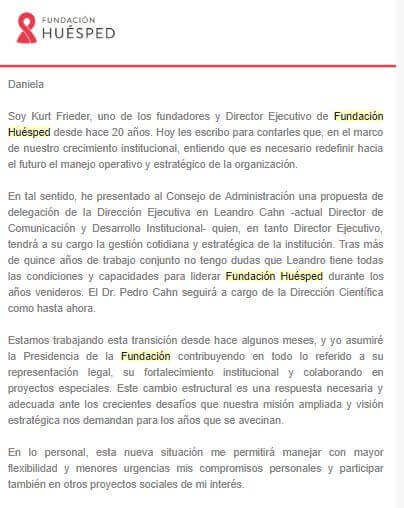 FUNDACIÓN
HUÉSPED
Daniela
Soy Kurt Frieder, uno de los fundadores y Director Ejecutivo de Fundación
Huésped desde hace 20 años. Hoy les escribo para contarles que, en el marco
de nuestro crecimiento institucional, entiendo que es necesario redefinir hacia
el futuro el manejo operativo y estratégico de la organización.
En tal sentido, he presentado al Consejo de Administración una propuesta de
delegación de la Dirección Ejecutiva en Leandro Cahn -actual Director de
Comunicación y Desarrollo Institucional- quien, en tanto Director Ejecutivo,
tendrá a su cargo la gestión cotidiana y estratégica de la institución. Tras más
de quince años de trabajo conjunto no tengo dudas que Leandro tiene todas
las condiciones y capacidades para liderar Fundación Huésped durante los
años venideros. El Dr. Pedro Cahn seguirá a cargo de la Dirección Científica
como hasta ahora.
Estamos trabajando esta transición desde hace algunos meses, y yo asumiré
la Presidencia de la Fundación contribuyendo en todo lo referido a su
representación legal, su fortalecimiento institucional y colaborando en
proyectos especiales. Este cambio estructural es una respuesta necesaria y
adecuada ante los crecientes desafíos que nuestra misión ampliada y visión
estratégica nos demandan para los años que se avecinan.
En lo personal, esta nueva situación me permitirá manejar con mayor
flexibilidad y menores urgencias mis compromisos personales y participar
también en otros proyectos sociales de mi interés.